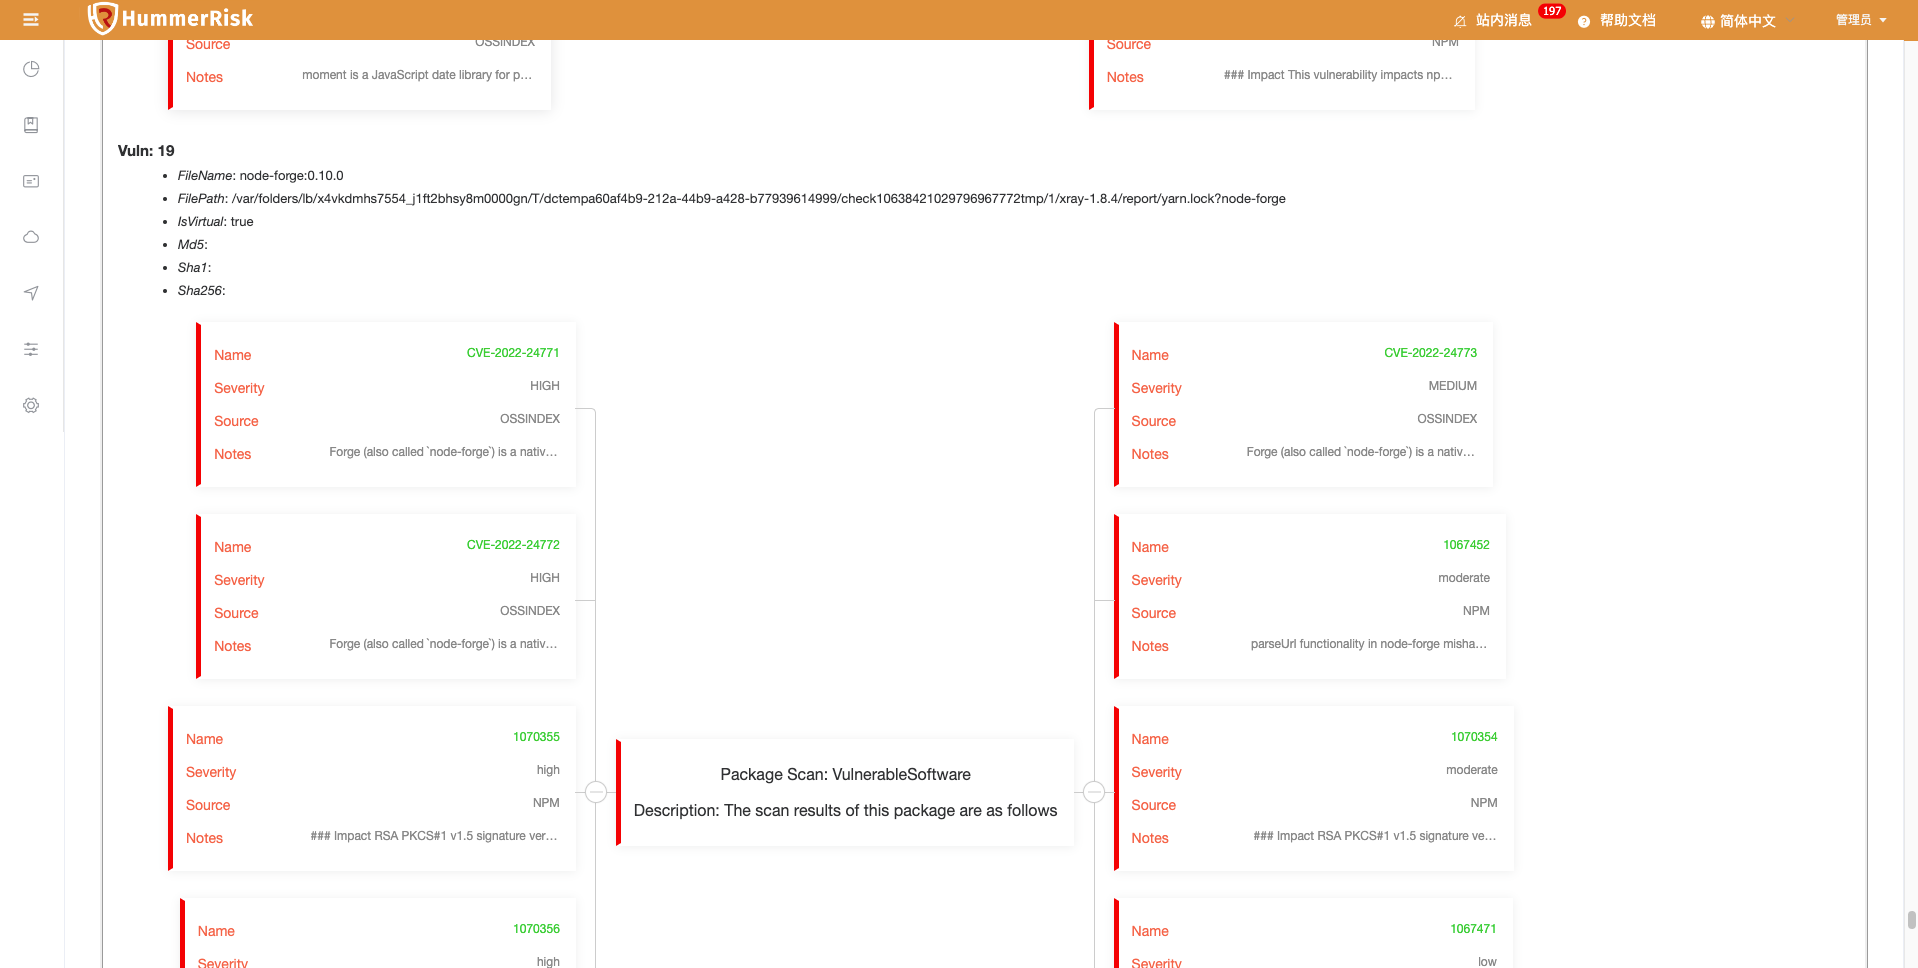 HummerRisk
站内消息 197 帮助文档 简体中文 管理员
Source OSSINDEX
Notes moment is a JavaScript date library for p...
Source NPM
Notes ### Impact This vulnerability impacts np...
Vuln: 19
• FileName: node-forge:0.10.0
• FilePath: /var/folders/lb/x4vkdmhs7554_j1ft2bhsy8m0000gn/T/dctempa60af4b9-212a-44b9-a428-b77939614999/check10638421029796967772tmp/1/xray-1.8.4/report/yarn.lock?node-forge
• IsVirtual: true
• Md5:
• Sha1:
• Sha256:
Name CVE-2022-24771
Severity HIGH
Source OSSINDEX
Notes Forge (also called `node-forge`) is a nativ...
Name CVE-2022-24772
Severity HIGH
Source OSSINDEX
Notes Forge (also called `node-forge`) is a nativ...
Name 1070355
Severity high
Source NPM
Notes ### Impact RSA PKCS#1 v1.5 signature ver...
Name 1070356
Severity high
Package Scan: VulnerableSoftware
Description: The scan results of this package are as follows
Name CVE-2022-24773
Severity MEDIUM
Source OSSINDEX
Notes Forge (also called `node-forge`) is a nativ...
Name 1067452
Severity moderate
Source NPM
Notes parseUrl functionality in node-forge misha...
Name 1070354
Severity moderate
Source NPM
Notes ### Impact RSA PKCS#1 v1.5 signature ve...
Name 1067471
Severity low